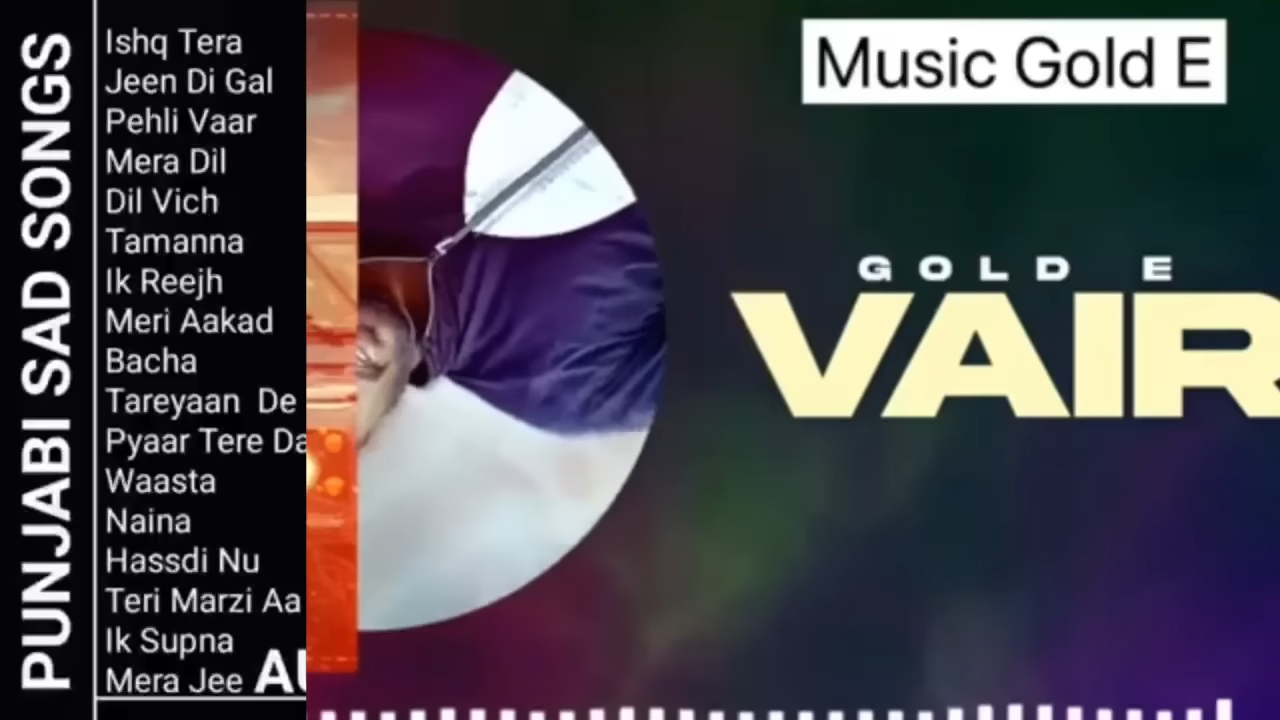 PUNJABI SAD SONGS
Ishq Tera
Jeen Di Gal
Pehli Vaar
Mera Dil
Dil Vich
Tamanna
Ik Reejh
Meri Aakad
Bacha
Tareyaan De
Pyaar Tere Da
Waasta
Naina
Hassdi Nu
Teri Marzi Aa
Ik Supna
Mera Jee
Music Gold E
GOLD E
VAIR